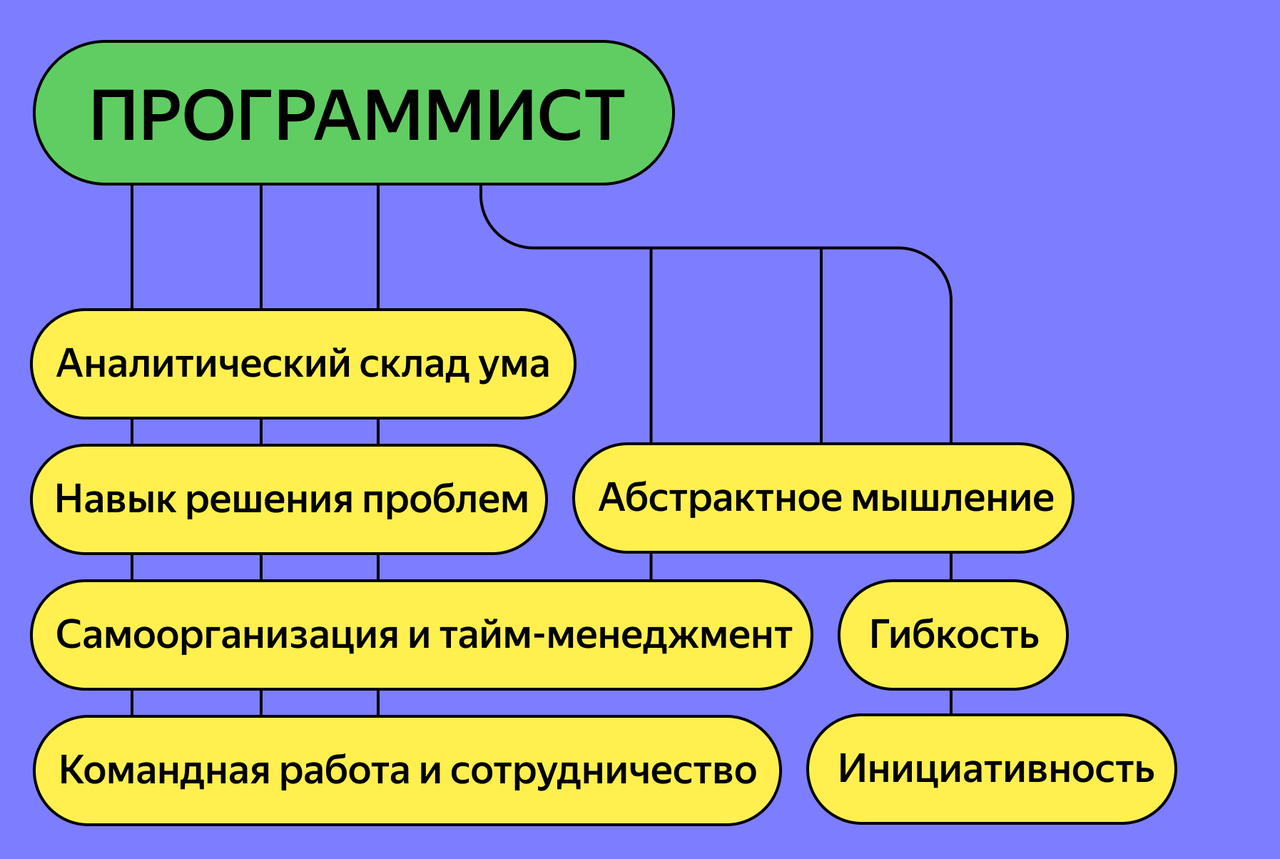 ПРОГРАММИСТ
Аналитический склад ума
Навык решения проблем
Абстрактное мышление
Самоорганизация и тайм-менеджмент
Гибкость
Командная работа и сотрудничество
Инициативность